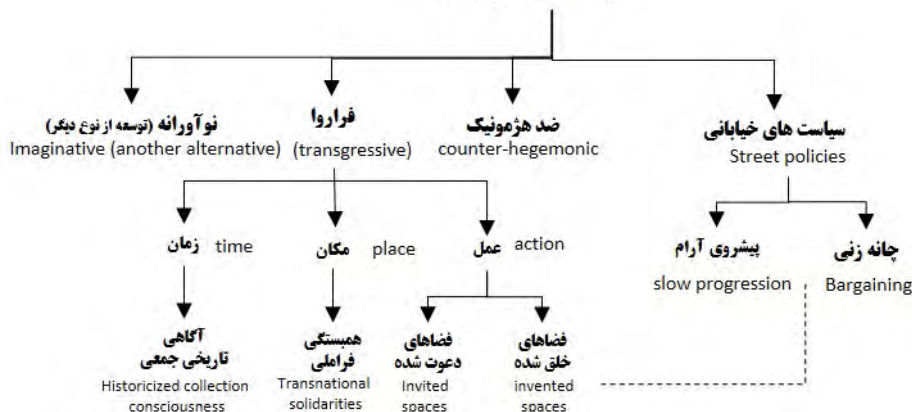 نوآورانه (توسعه از نوع دیگر)
Imaginative (another alternative)
فراروا
(transgressive)
ضد هژمونیک
counter-hegemonic
سیاست های خیابانی
Street policies
زمان
time
مکان
place
عمل
action
پیشروی آرام
slow progression
چانه زنی
Bargaining
آگاهی
تاریخی جمعی
Historicized collection
consciousness
همبستگی
فراملی
Transnational
solidarities
فضاهای
دعوت شده
Invited
spaces
فضاهای
خلق شده
invented
spaces